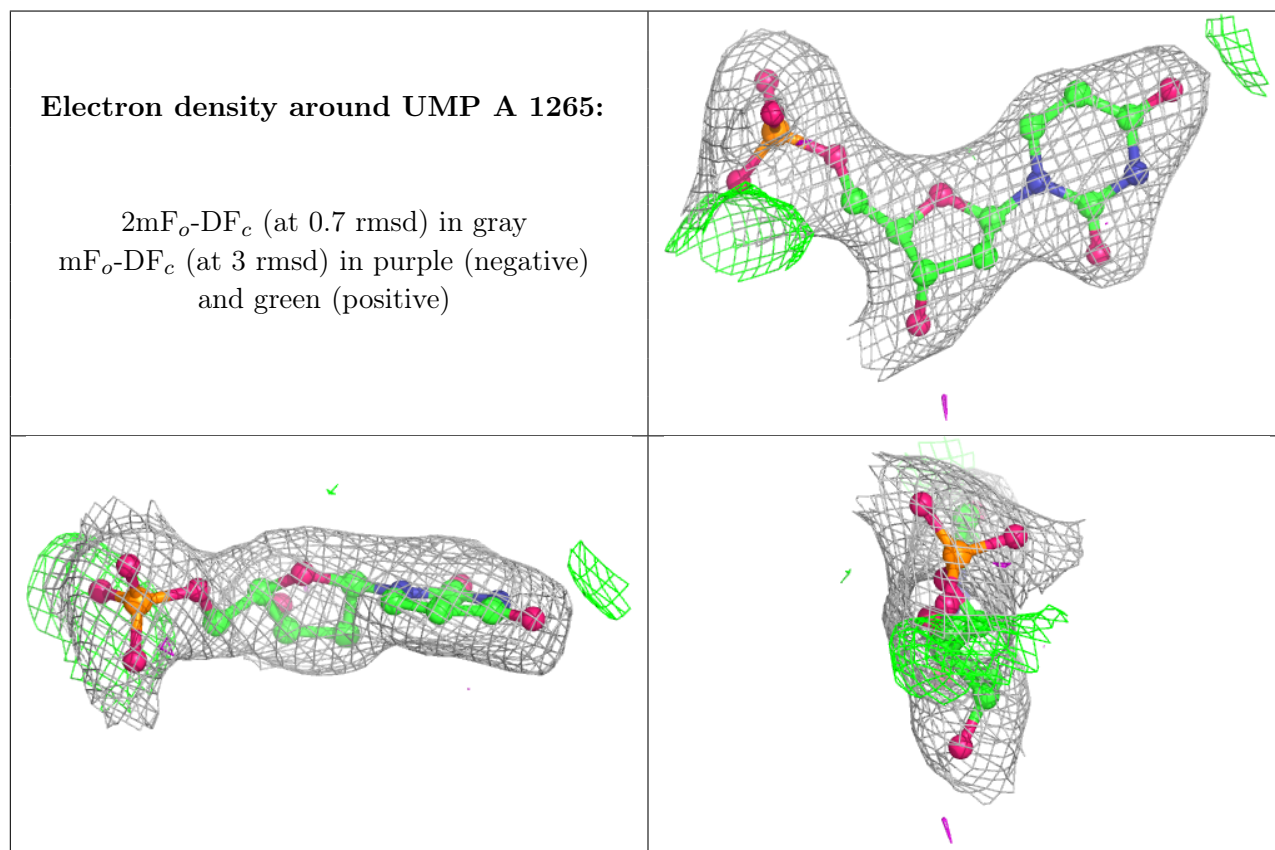 Electron density around UMP A 1265:
2mFo-DFc (at 0.7 rmsd) in gray
mFo-DFc (at 3 rmsd) in purple (negative)
and green (positive)